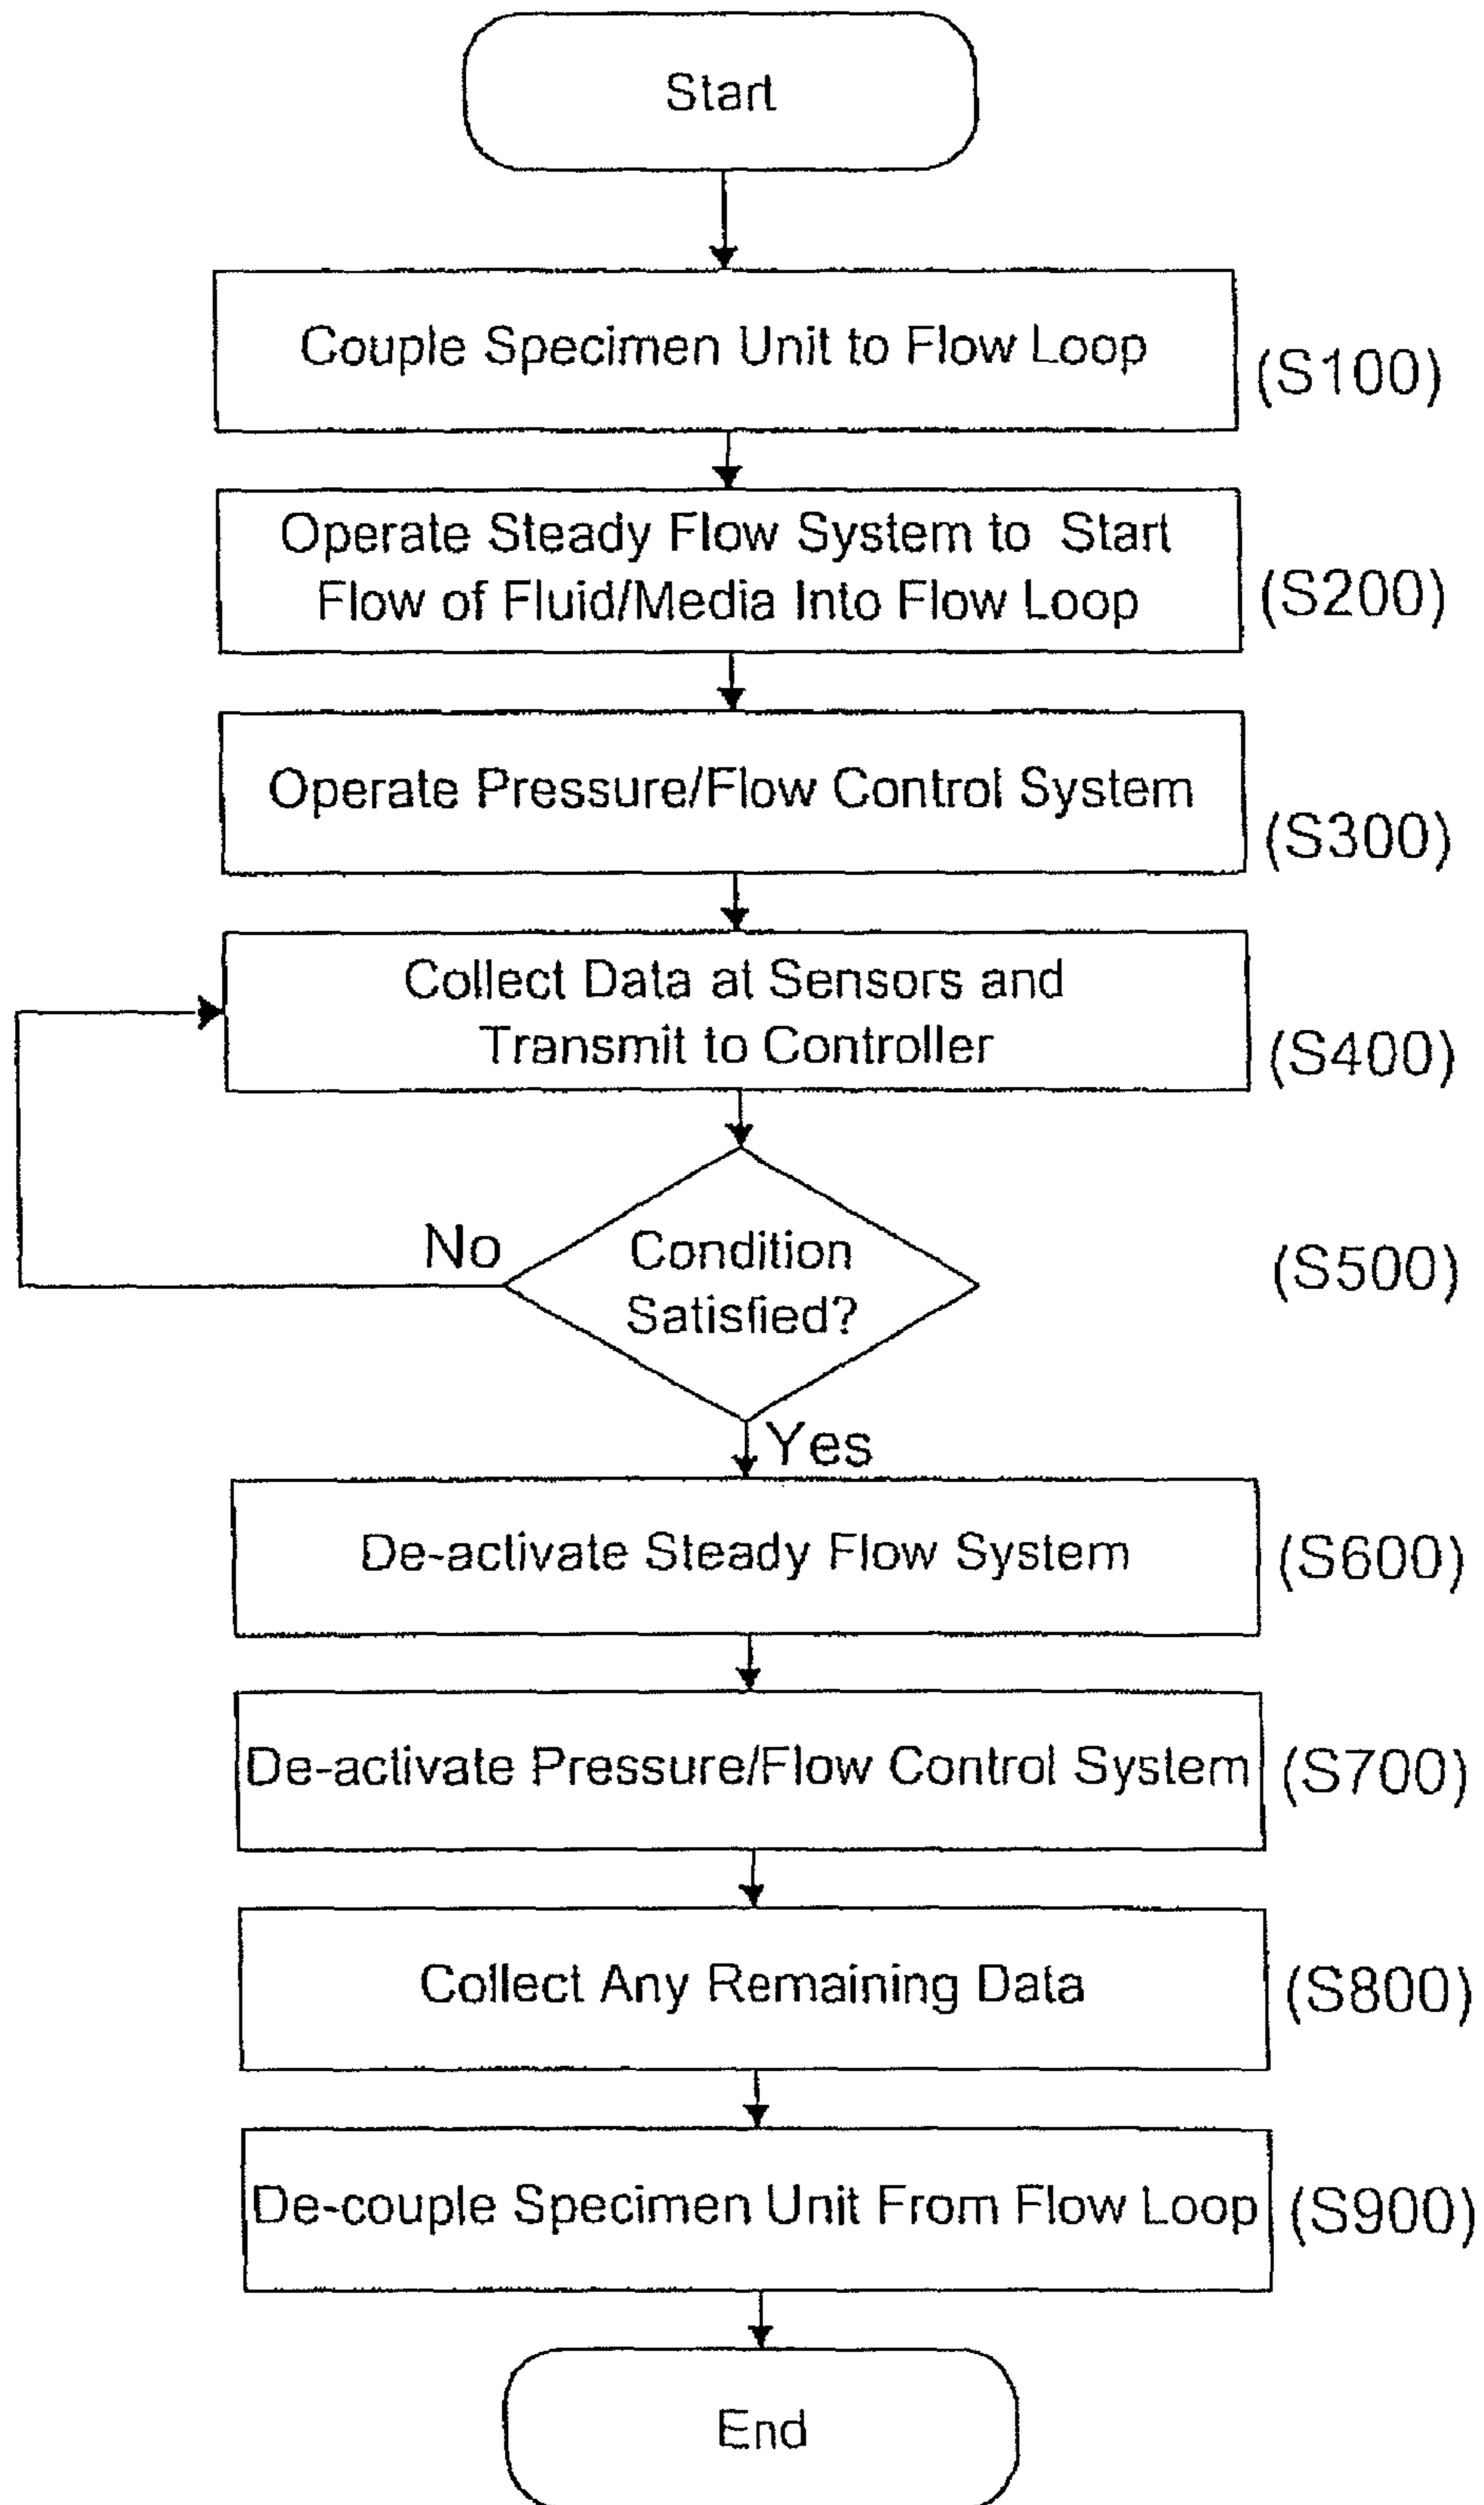 Start
Couple Specimen Unit to Flow Loop
(S100)
Operate Steady Flow System to Start
Flow of Fluid/Media Into Flow Loop
(S200)
Operate Pressure/Flow Control System
(S300)
Collect Data at Sensors and
Transmit to Controller
(S400)
No
Condition
Satisfied?
(S500)
Yes
De-activate Steady Flow System
(S600)
De-activate Pressure/Flow Control System
(S700)
Collect Any Remaining Data
(S800)
De-couple Specimen Unit From Flow Loop
(S900)
End